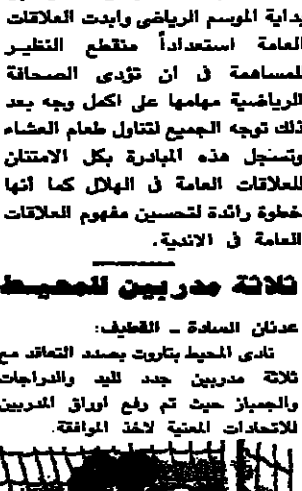 بداية الموسم الرياضي وابدت العلاقات
العامة استعداداً منقطع النظير
للمساهمة في ان تؤدى الصحافة
الرياضية مهامها على اكمل وجه بعد
ذلك توجه الجميع لتناول طعام العشاء
وتسجل هذه المبادرة بكل الامتنان
للعلاقات العامة في الهلال كما أنها
خطوة رائدة لتحسين مفهوم العلاقات
العامة في الاندية.
ثلاثة مدربين للمحيط
عدنان السادة ـ القطيف:
نادى المحيط بتاروت بصدد التعاقد مع
ثلاثة مدربين جدد لليد والدراجات
والجمباز حيث تم رفع اوراق المدربين
للاتحادات المعنية لاخذ الموافقة.